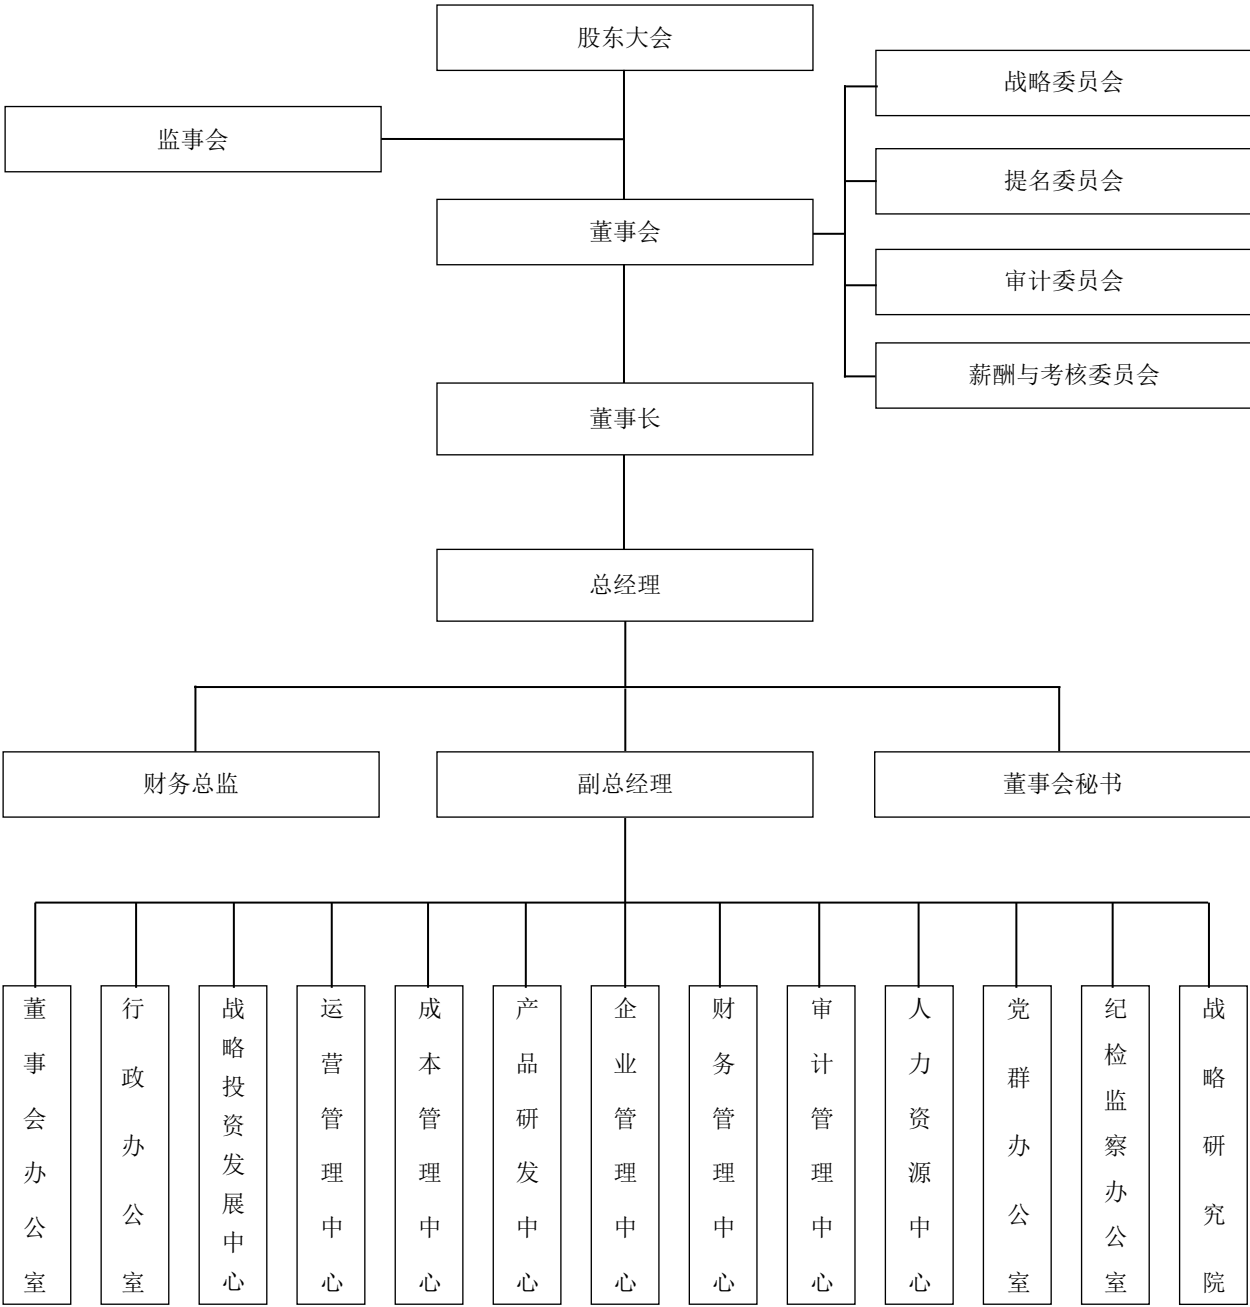 股东大会
战略委员会
监事会
提名委员会
董事会
审计委员会
薪酬与考核委员会
董事长
总经理
财务总监
副总经理
董事会秘书
董事会办公室
行政办公室
战略投资发展中心
运营管理中心
成本管理中心
产品研发中心
企业管理中心
财务管理中心
审计管理中心
人力资源中心
党群办公室
纪检监察办公室
战略研究院